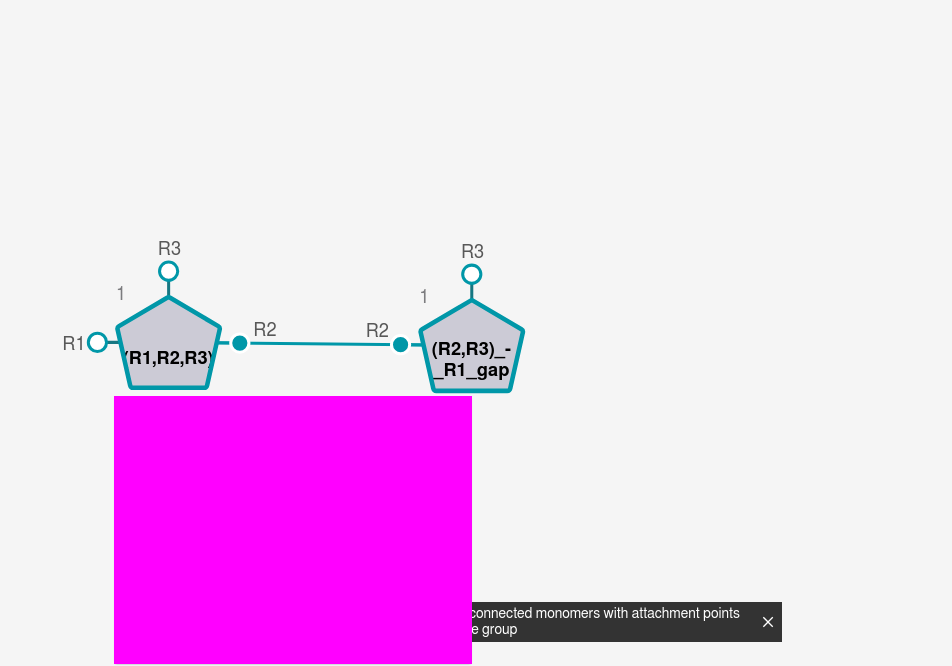 R3
R3
1
1
R2
R2
R1
(R1,R2,R3)
(R2,R3)_-
_R1_gap
connected monomers with attachment points
e group